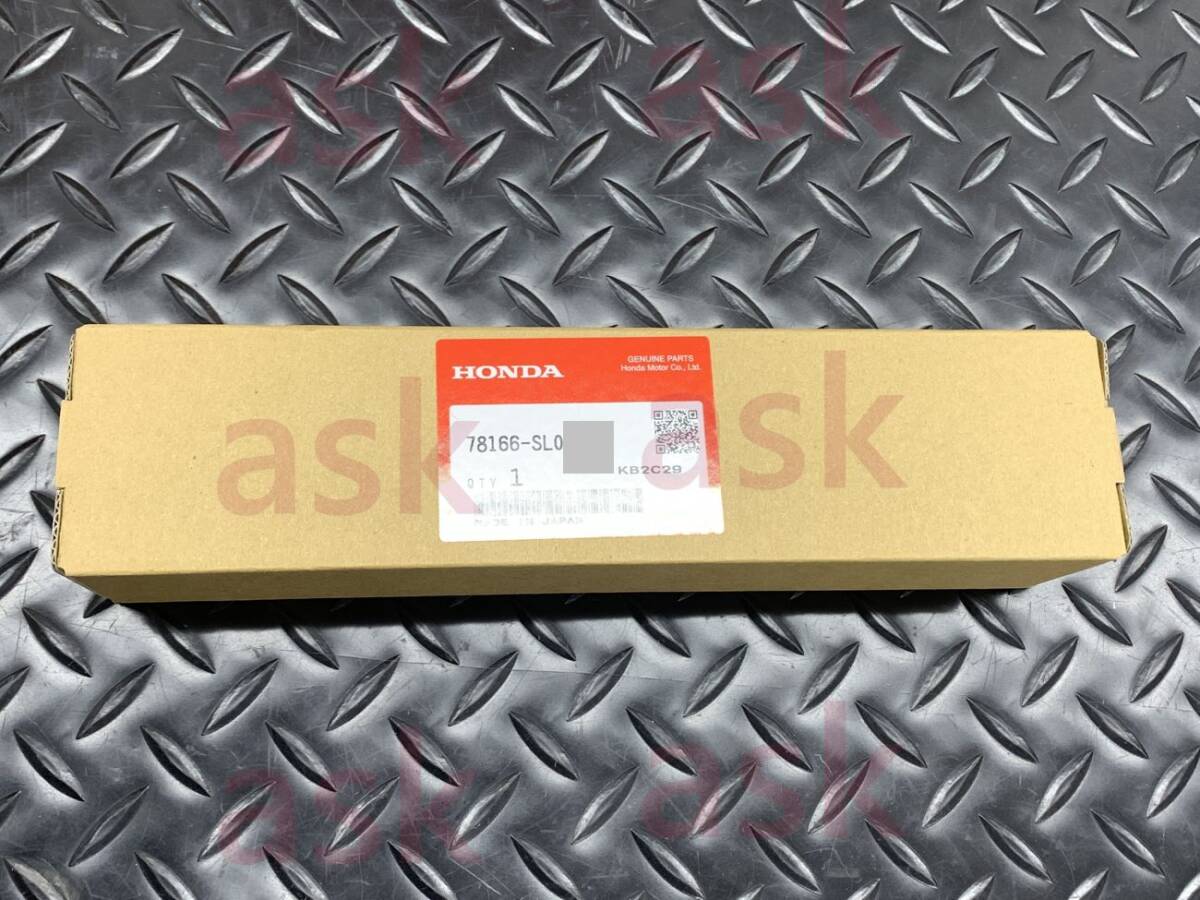 ask ask
HONDA
GENUINE PARTS
Honda Motor Co., Ltd.
78166-SL0
KB2C29
QTY 1
MADE IN JAPAN
ask ask
ask ask